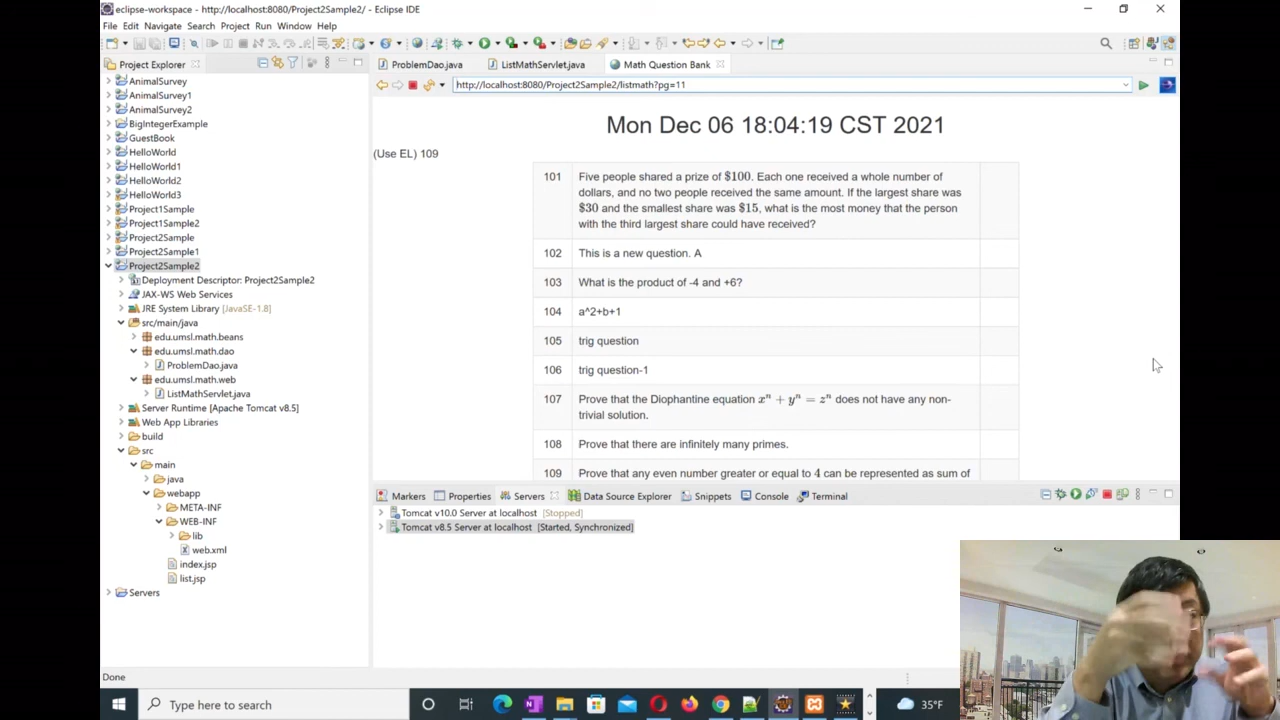 eclipse-workspace - http://localhost:8080/Project2Sample2/ - Eclipse IDE
File Edit Navigate Search Project Run Window Help
Project Explorer
ProblemDao.java
ListMathServlet.java
Math Question Bank
http://localhost:8080/Project2Sample2/listmath?pg=11
AnimalSurvey
AnimalSurvey1
AnimalSurvey2
BigIntegerExample
GuestBook
HelloWorld
HelloWorld1
HelloWorld2
HelloWorld3
Project1Sample
Project1Sample2
Project2Sample
Project2Sample1
Project2Sample2
Deployment Descriptor: Project2Sample2
JAX-WS Web Services
JRE System Library [JavaSE-1.8]
src/main/java
edu.umsl.math.beans
edu.umsl.math.dao
ProblemDao.java
edu.umsl.math.web
ListMathServlet.java
Server Runtime [Apache Tomcat v8.5]
Web App Libraries
build
src
main
java
webapp
META-INF
WEB-INF
lib
web.xml
index.jsp
list.jsp
Servers
Mon Dec 06 18:04:19 CST 2021
(Use EL) 109
101 Five people shared a prize of $100. Each one received a whole number of
dollars, and no two people received the same amount. If the largest share was
$30 and the smallest share was $15, what is the most money that the person
with the third largest share could have received?
102 This is a new question. A
103 What is the product of -4 and +6?
104 a^2+b+1
105 trig question
106 trig question-1
107 Prove that the Diophantine equation xⁿ + yⁿ = zⁿ does not have any non-
trivial solution.
108 Prove that there are infinitely many primes.
109 Prove that any even number greater or equal to 4 can be represented as sum of
Markers Properties Servers Data Source Explorer Snippets Console Terminal
Tomcat v10.0 Server at localhost [Stopped]
Tomcat v8.5 Server at localhost [Started, Synchronized]
Done
Type here to search
35°F